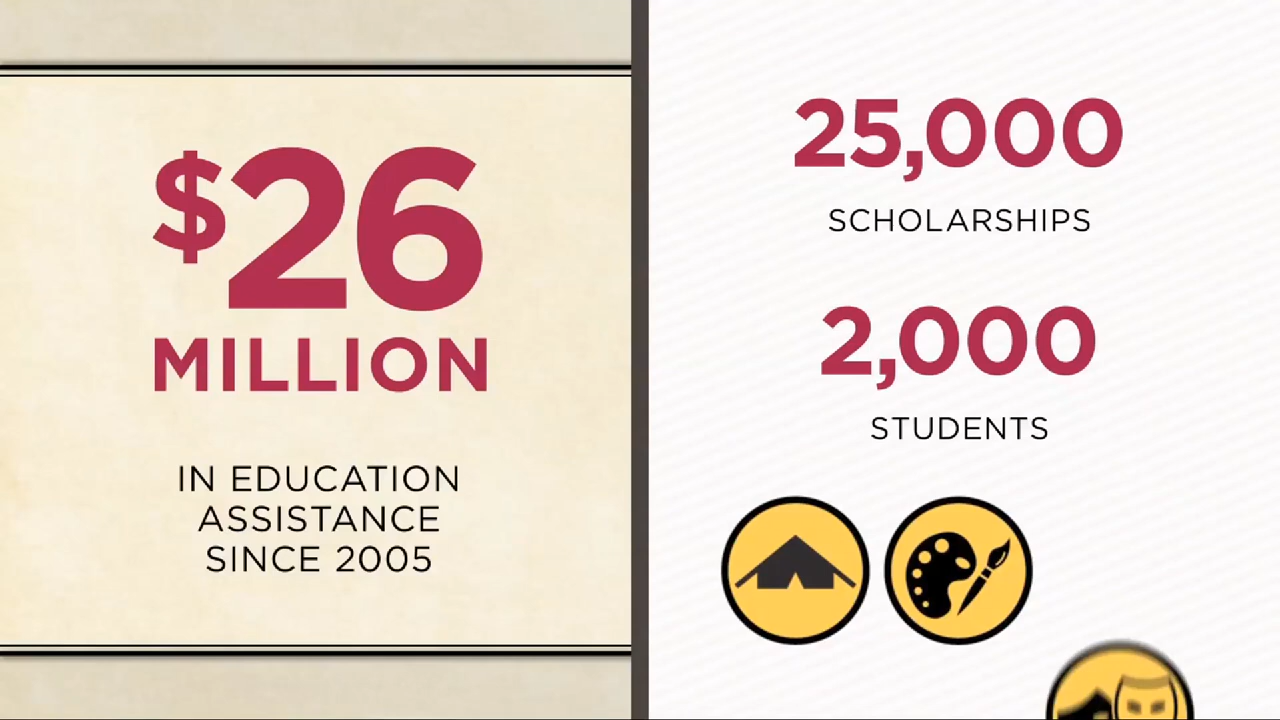 $26
MILLION
IN EDUCATION
ASSISTANCE
SINCE 2005
25,000
SCHOLARSHIPS
2,000
STUDENTS